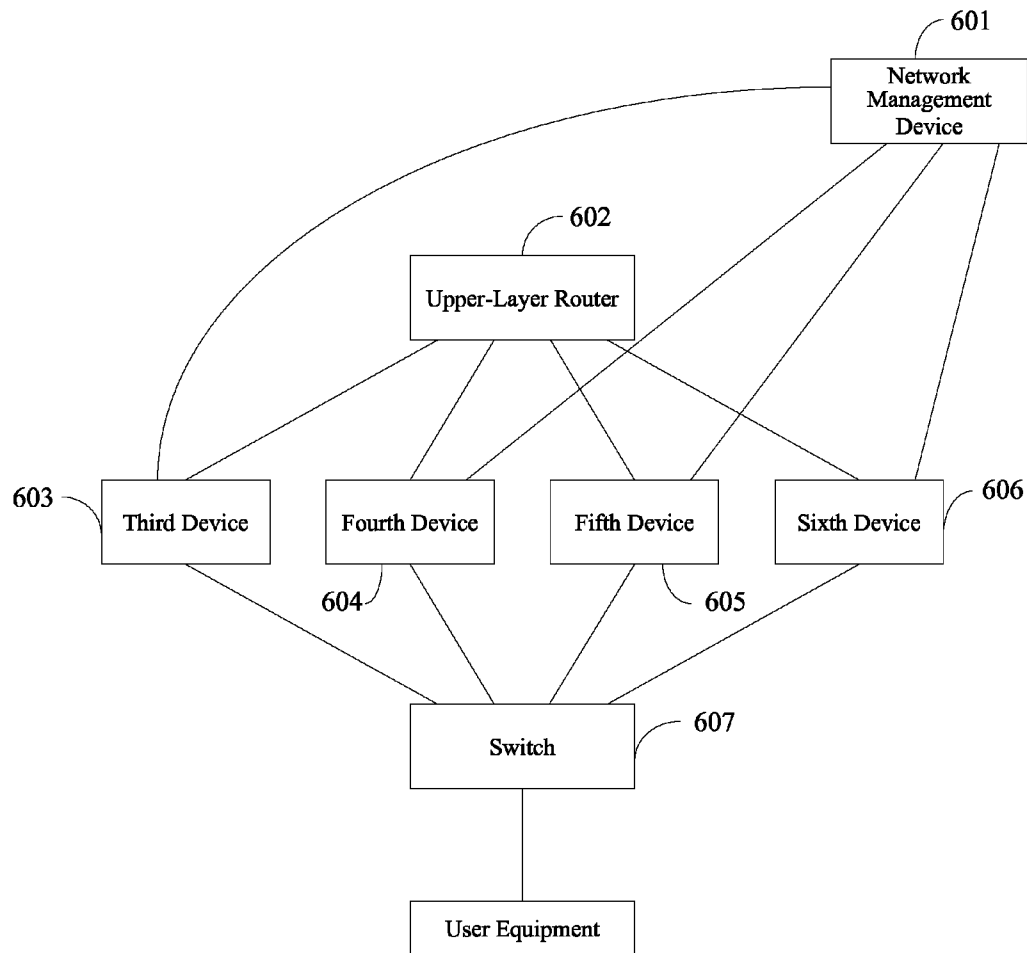 601
Network
Management
Device
602
Upper-Layer Router
603
Third Device
Fourth Device
Fifth Device
Sixth Device
606
604
605
607
Switch
User Equipment